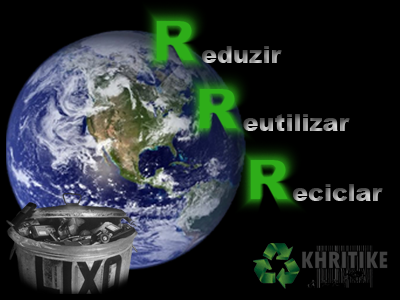 Reduzir
Reutilizar
Reciclar
LIXO
KHRITIKE